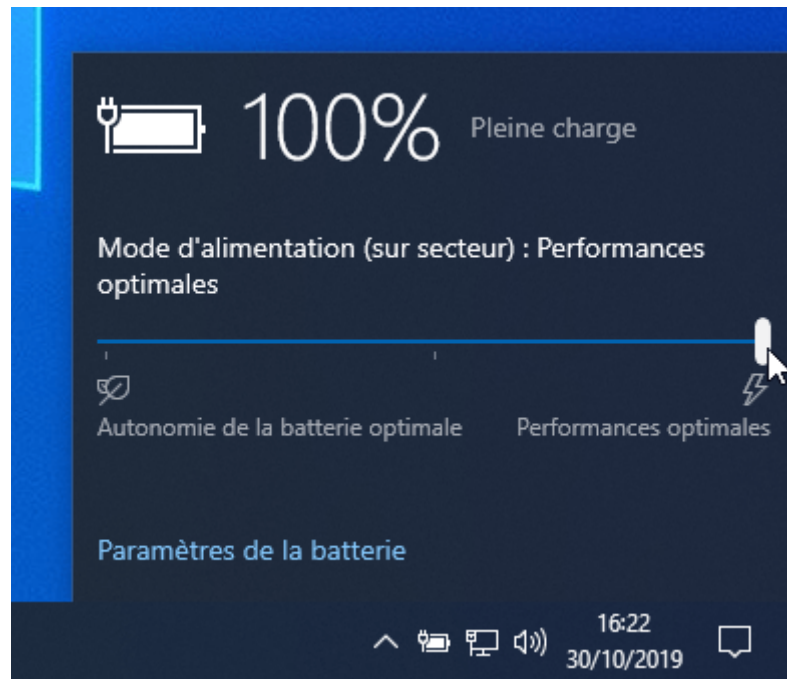 100% Pleine charge
Mode d'alimentation (sur secteur) : Performances
optimales
Autonomie de la batterie optimale Performances optimales
Paramètres de la batterie
16:22
30/10/2019